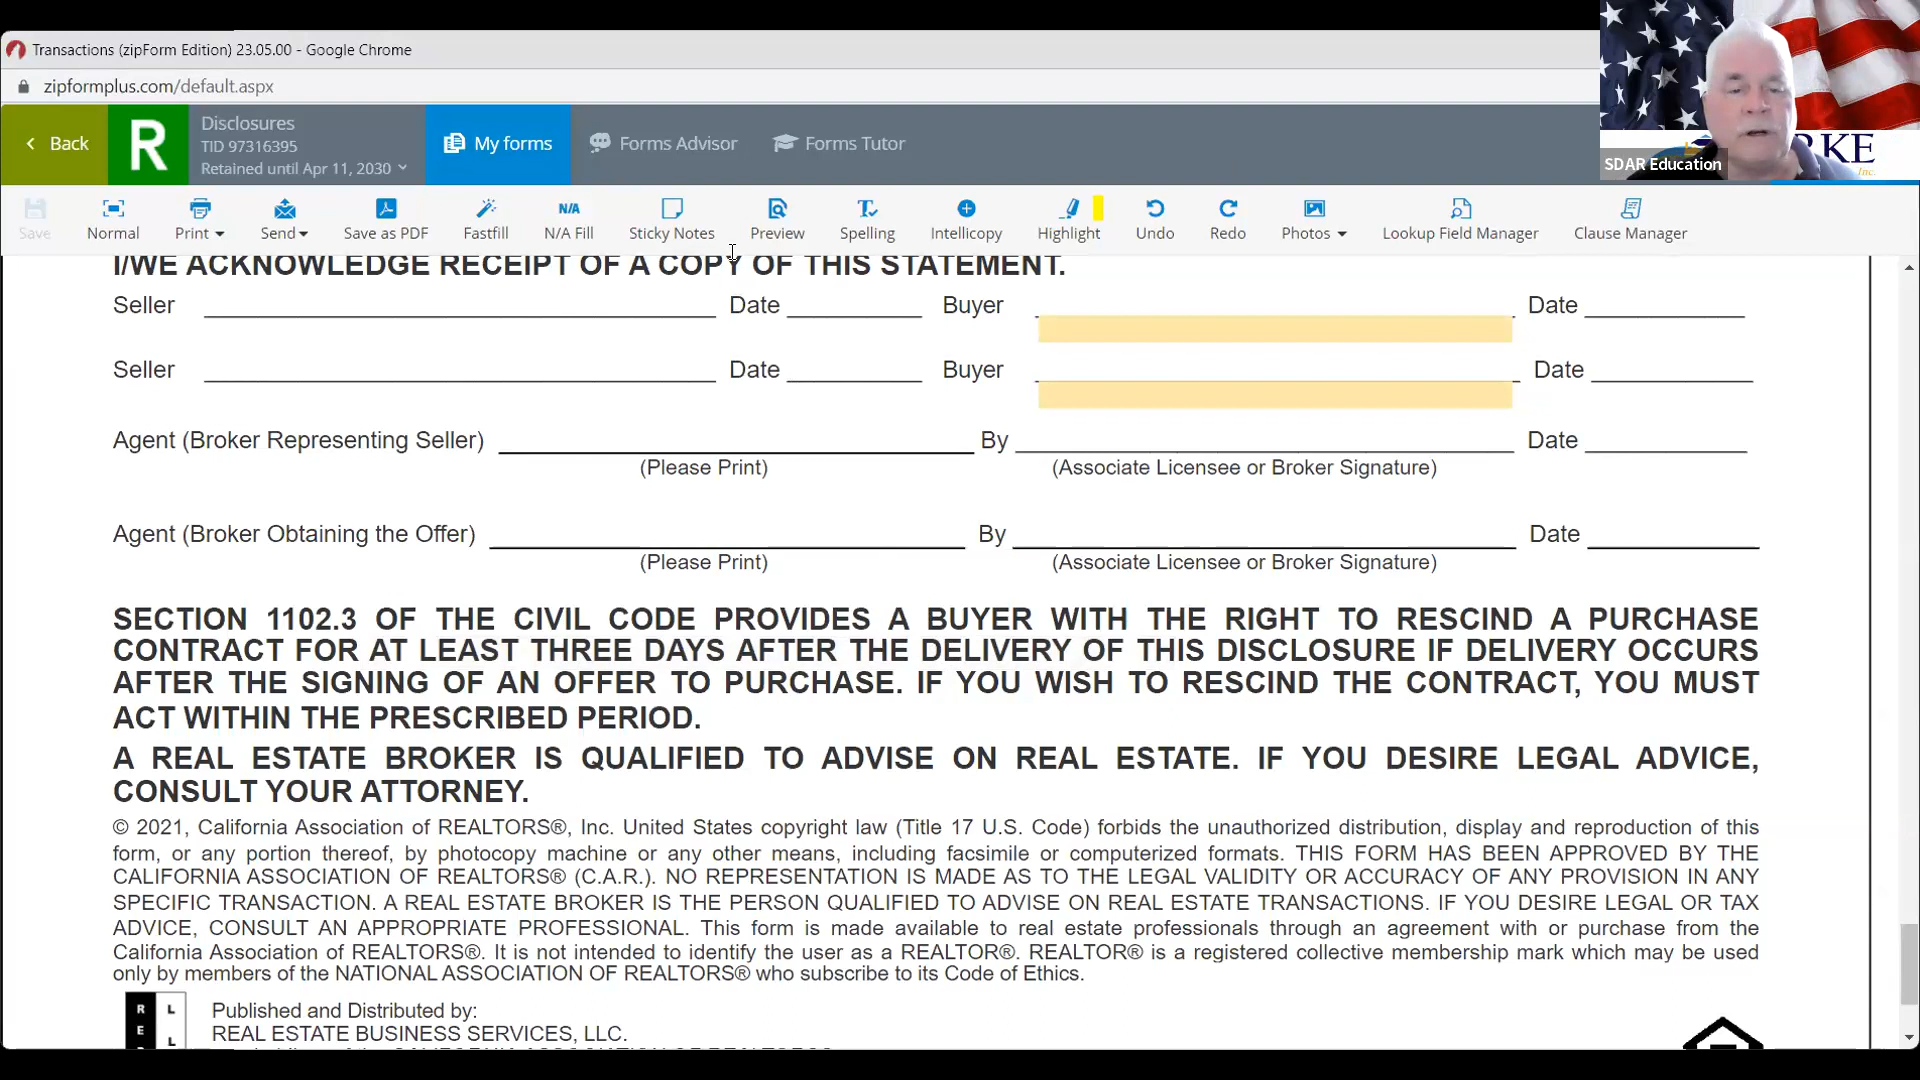 Transactions (zipForm Edition) 23.05.00 - Google Chrome
zipformplus.com/default.aspx
Back
R
Disclosures
TID 97316395
Retained until Apr 11, 2030
My forms
Forms Advisor
Forms Tutor
RKE
Inc.
SDAR Education
Save
Normal
Print
Send
Save as PDF
Fastfill
N/A
N/A Fill
Sticky Notes
Preview
Spelling
Intellicopy
Highlight
Undo
Redo
Photos
Lookup Field Manager
Clause Manager
I/WE ACKNOWLEDGE RECEIPT OF A COPY OF THIS STATEMENT.
Seller Date Buyer Date
Seller Date Buyer Date
Agent (Broker Representing Seller) By Date
(Please Print) (Associate Licensee or Broker Signature)
Agent (Broker Obtaining the Offer) By Date
(Please Print) (Associate Licensee or Broker Signature)
SECTION 1102.3 OF THE CIVIL CODE PROVIDES A BUYER WITH THE RIGHT TO RESCIND A PURCHASE
CONTRACT FOR AT LEAST THREE DAYS AFTER THE DELIVERY OF THIS DISCLOSURE IF DELIVERY OCCURS
AFTER THE SIGNING OF AN OFFER TO PURCHASE. IF YOU WISH TO RESCIND THE CONTRACT, YOU MUST
ACT WITHIN THE PRESCRIBED PERIOD.
A REAL ESTATE BROKER IS QUALIFIED TO ADVISE ON REAL ESTATE. IF YOU DESIRE LEGAL ADVICE,
CONSULT YOUR ATTORNEY.
© 2021, California Association of REALTORS®, Inc. United States copyright law (Title 17 U.S. Code) forbids the unauthorized distribution, display and reproduction of this
form, or any portion thereof, by photocopy machine or any other means, including facsimile or computerized formats. THIS FORM HAS BEEN APPROVED BY THE
CALIFORNIA ASSOCIATION OF REALTORS® (C.A.R.). NO REPRESENTATION IS MADE AS TO THE LEGAL VALIDITY OR ACCURACY OF ANY PROVISION IN ANY
SPECIFIC TRANSACTION. A REAL ESTATE BROKER IS THE PERSON QUALIFIED TO ADVISE ON REAL ESTATE TRANSACTIONS. IF YOU DESIRE LEGAL OR TAX
ADVICE, CONSULT AN APPROPRIATE PROFESSIONAL. This form is made available to real estate professionals through an agreement with or purchase from the
California Association of REALTORS®. It is not intended to identify the user as a REALTOR®. REALTOR® is a registered collective membership mark which may be used
only by members of the NATIONAL ASSOCIATION OF REALTORS® who subscribe to its Code of Ethics.
R L
E L
Published and Distributed by:
REAL ESTATE BUSINESS SERVICES, LLC.